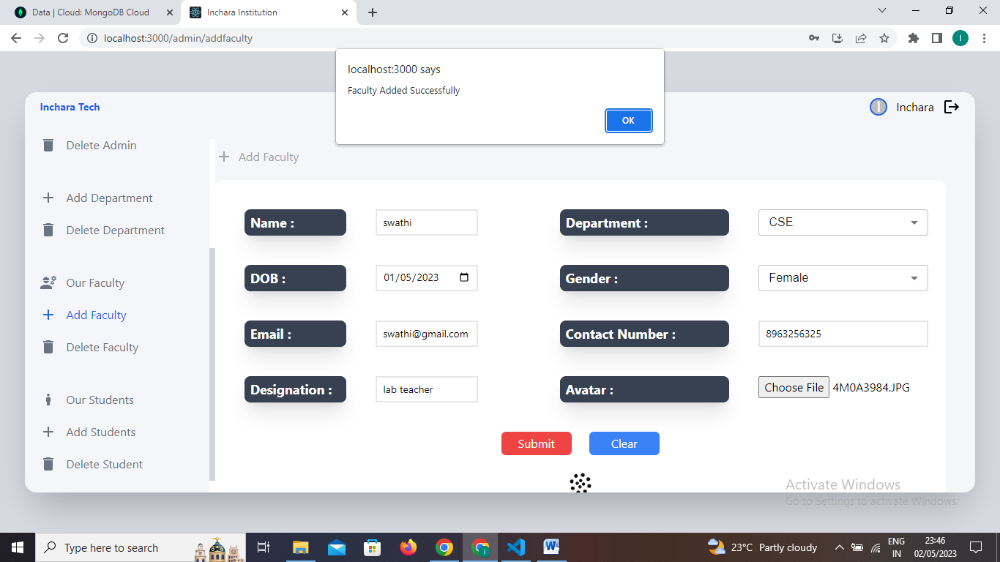 Data | Cloud: MongoDB Cloud
Inchara Institution
localhost:3000/admin/addfaculty
I
localhost:3000 says
Faculty Added Successfully
OK
Inchara Tech
I
Inchara
Delete Admin
Add Department
Delete Department
Our Faculty
Add Faculty
Delete Faculty
Our Students
Add Students
Delete Student
Add Faculty
Name :
swathi
Department :
CSE
DOB :
01/05/2023
Gender :
Female
Email :
swathi@gmail.com
Contact Number :
8963256325
Designation :
lab teacher
Avatar :
Choose File 4M0A3984.JPG
Submit
Clear
Activate Windows
Go to Settings to activate Windows.
Type here to search
23°C Partly cloudy
ENG
IN
23:46
02/05/2023